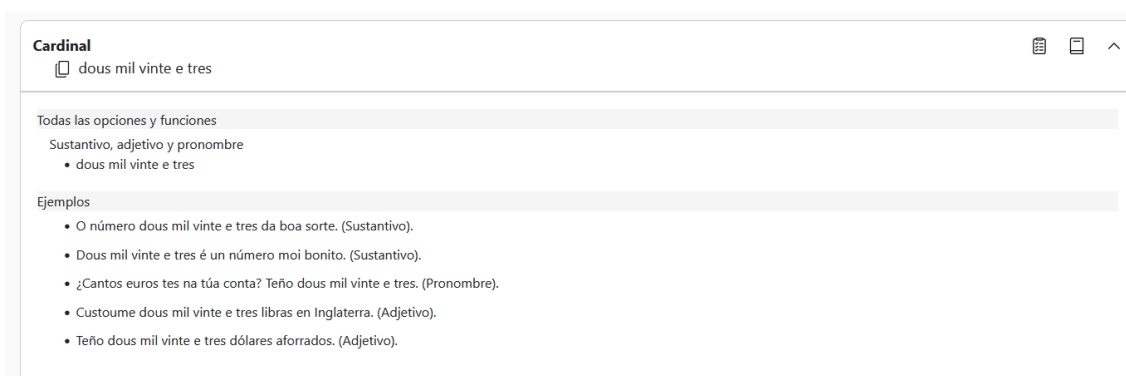 Cardinal
dous mil vinte e tres
Todas las opciones y funciones
Sustantivo, adjetivo y pronombre
• dous mil vinte e tres
Ejemplos
• O número dous mil vinte e tres da boa sorte. (Sustantivo).
• Dous mil vinte e tres é un número moi bonito. (Sustantivo).
• ¿Cantos euros tes na túa conta? Teño dous mil vinte e tres. (Pronombre).
• Custoume dous mil vinte e tres libras en Inglaterra. (Adjetivo).
• Teño dous mil vinte e tres dólares aforrados. (Adjetivo).